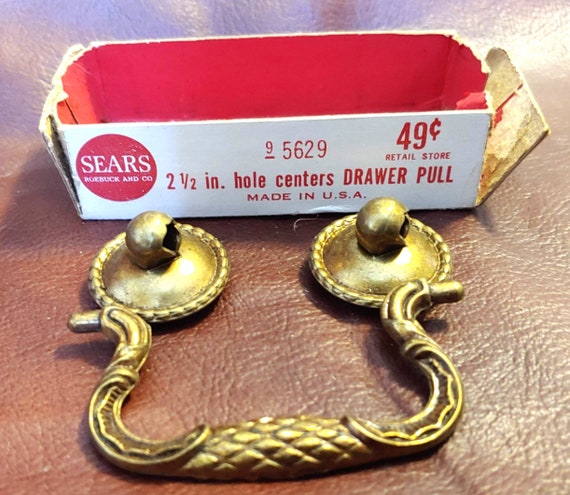 SEARS
ROEBUCK AND CO
9 5629
49¢
RETAIL STORE
2 1/2 in. hole centers DRAWER PULL
MADE IN U.S.A.